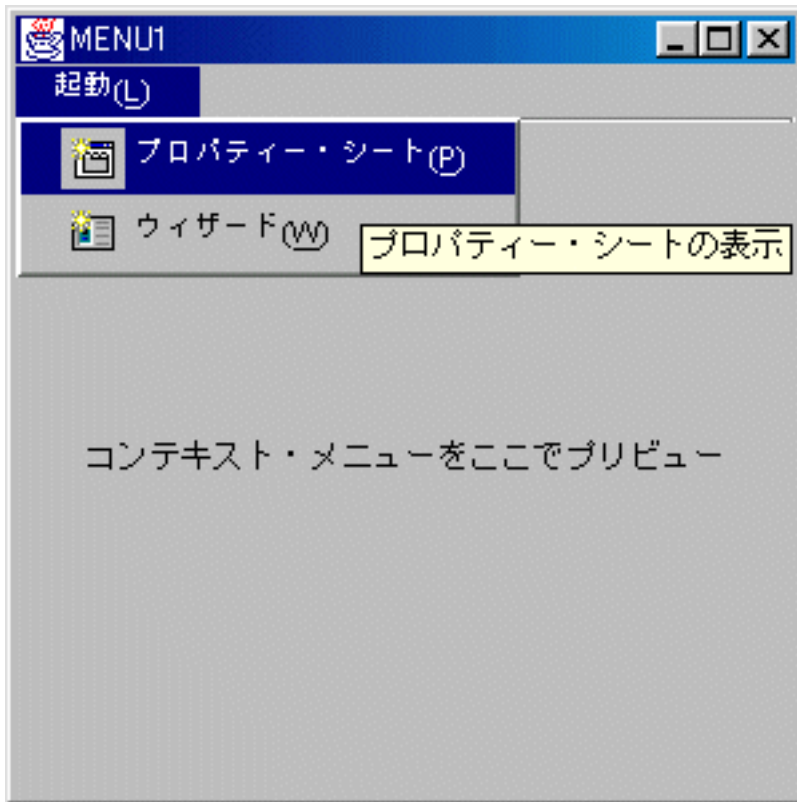 MENU1
起動(L)
プロパティー・シート(P)
ウィザード(W)
プロパティー・シートの表示
コンテキスト・メニューをここでプリビュー